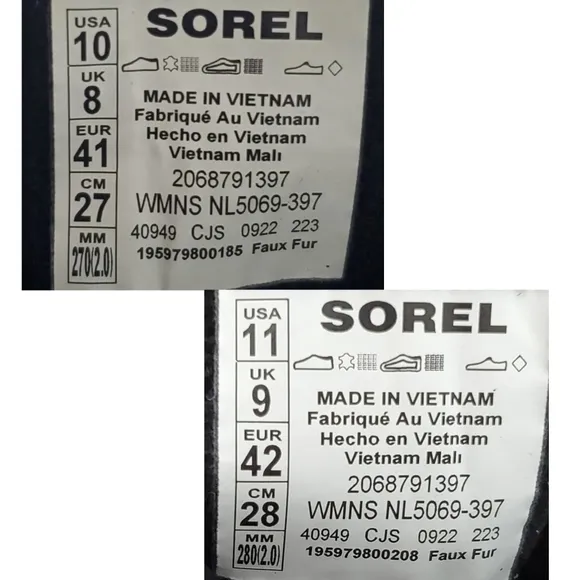 USA
10
UK
8
EUR
41
CM
27
MM
270(2.0)
SOREL
MADE IN VIETNAM
Fabriqué Au Vietnam
Hecho en Vietnam
Vietnam Malı
2068791397
WMNS NL5069-397
40949 CJS 0922 223
195979800185 Faux Fur
USA
11
UK
9
EUR
42
CM
28
MM
280(2.0)
SOREL
MADE IN VIETNAM
Fabriqué Au Vietnam
Hecho en Vietnam
Vietnam Malı
2068791397
WMNS NL5069-397
40949 CJS 0922 223
195979800208 Faux Fur